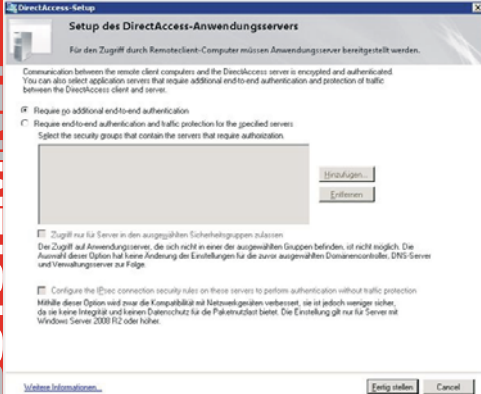 DirectAccess-Setup
Setup des DirectAccess-Anwendungsservers
Für den Zugriff durch Remoteclient-Computer müssen Anwendungsserver bereitgestellt werden.
Communication between the remote client computers and the DirectAccess server is encrypted and authenticated.
You can also select application servers that require additional end-to-end authentication and protection of traffic
between the DirectAccess client and server.
Require no additional end-to-end authentication
Require end-to-end authentication and traffic protection for the specified servers
Select the security groups that contain the servers that require authorization.
Hinzufügen...
Entfernen
Zugriff nur für Server in den ausgewählten Sicherheitsgruppen zulassen
Der Zugriff auf Anwendungsserver, die sich nicht in einer der ausgewählten Gruppen befinden, ist nicht möglich. Die
Auswahl dieser Option hat keine Änderung der Einstellungen für die zuvor ausgewählten Domänencontroller, DNS-Server
und Verwaltungsserver zur Folge.
Configure the IPsec connection security rules on these servers to perform authentication without traffic protection
Mithilfe dieser Option wird zwar die Kompatibilität mit Netzwerkgeräten verbessert, sie ist jedoch weniger sicher,
da sie keine Integrität und keinen Datenschutz für die Paketnutzlast bietet. Die Einstellung gilt nur für Server mit
Windows Server 2008 R2 oder höher.
Weitere Informationen...
Fertig stellen
Cancel